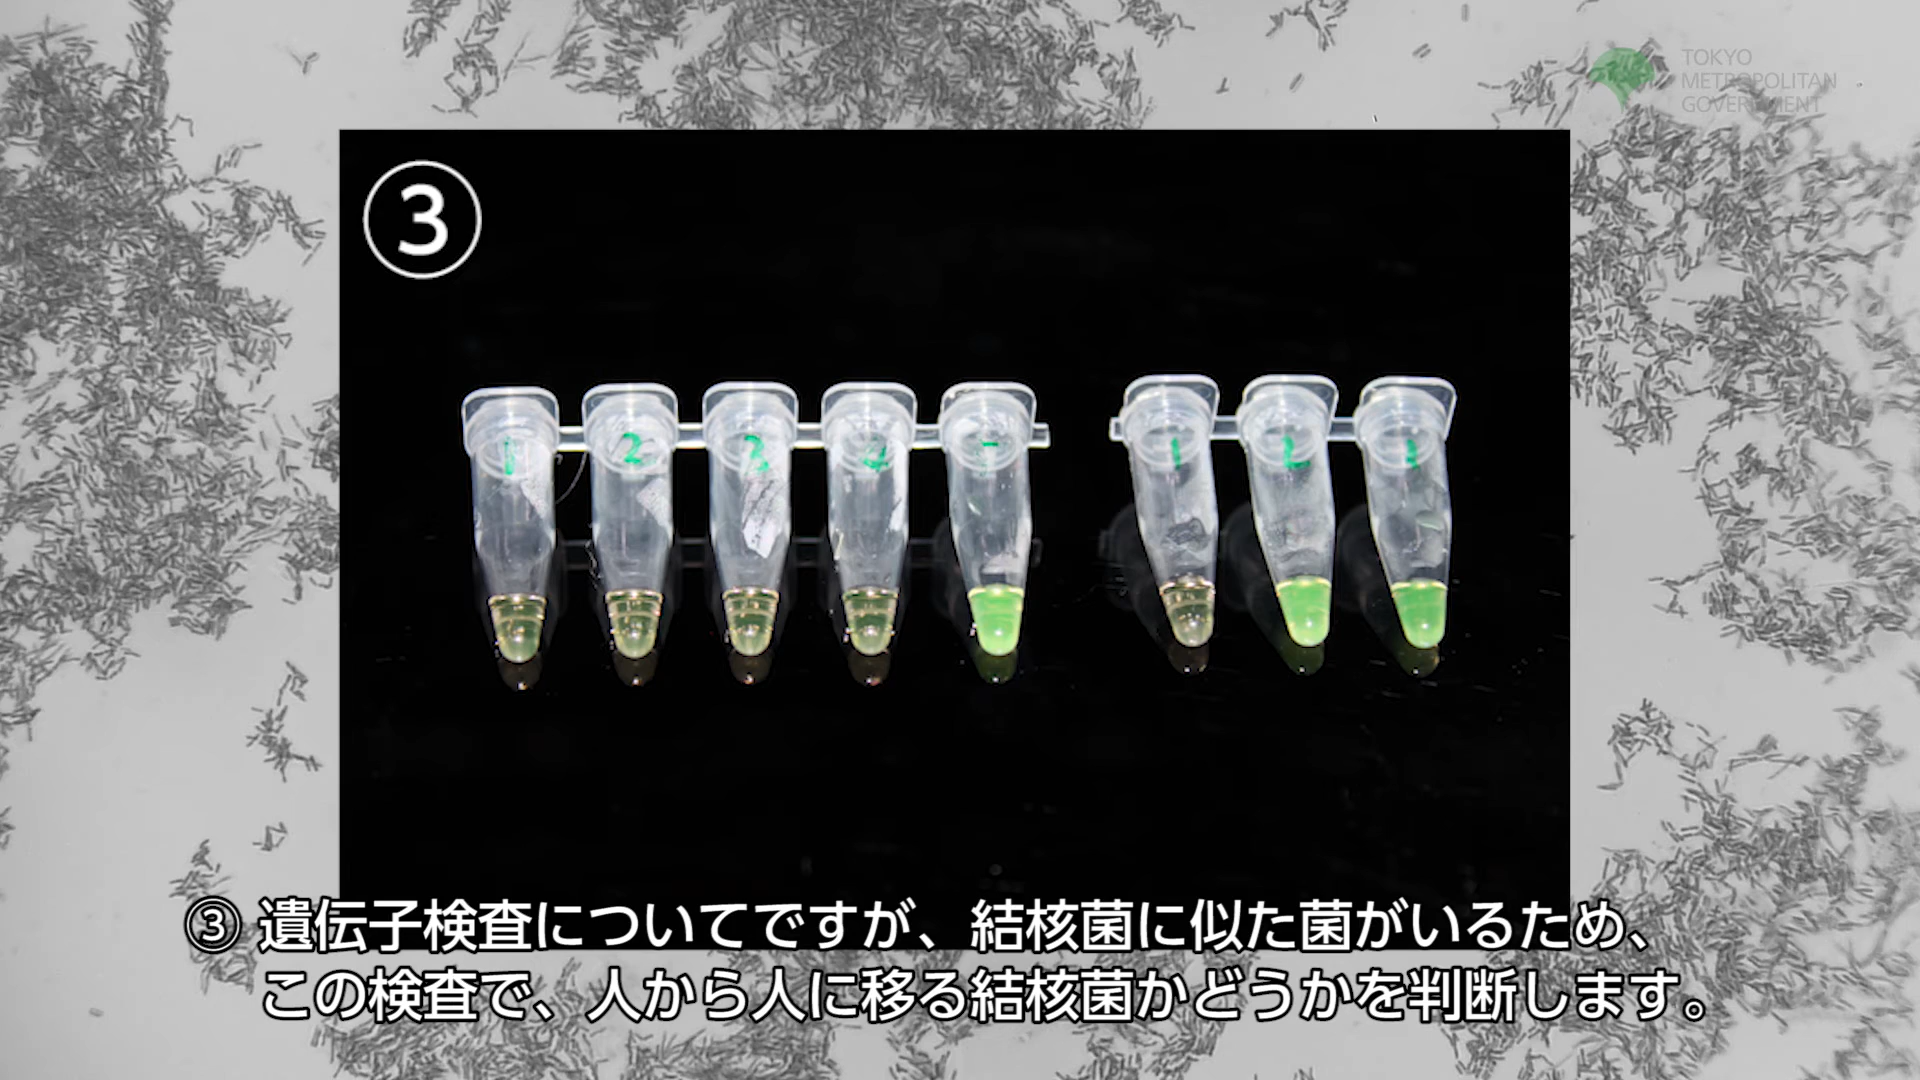 TOKYO
METROPOLITAN
GOVERNMENT
③
1 2 3 4 - 1 2 3
③ 遺伝子検査についてですが、結核菌に似た菌がいるため、
この検査で、人から人に移る結核菌かどうかを判断します。